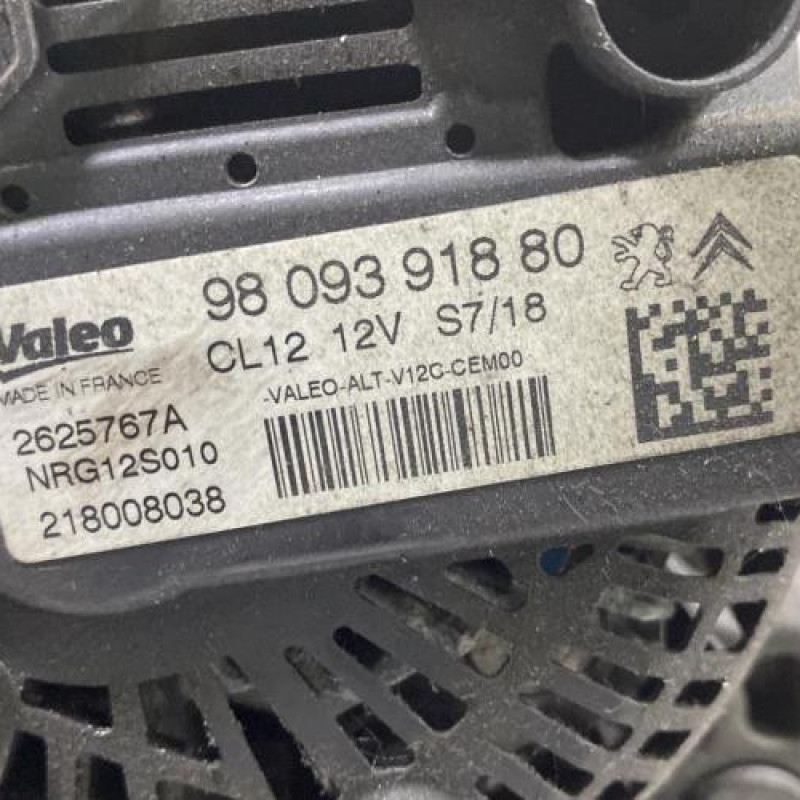 98 093 918 80
Valeo
CL12 12V S7/18
MADE IN FRANCE
-VALEO-ALT-V12C-CEM00
2625767A
NRG12S010
218008038